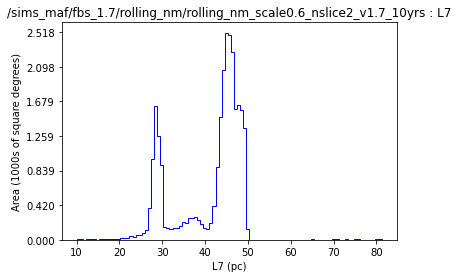 /sims_maf/fbs_1.7/rolling_nm/rolling_nm_scale0.6_nslice2_v1.7_10yrs : L7
2.518
2.098
1.679
1.259
0.839
0.420
0.000
Area (1000s of square degrees)
10 20 30 40 50 60 70 80
L7 (pc)